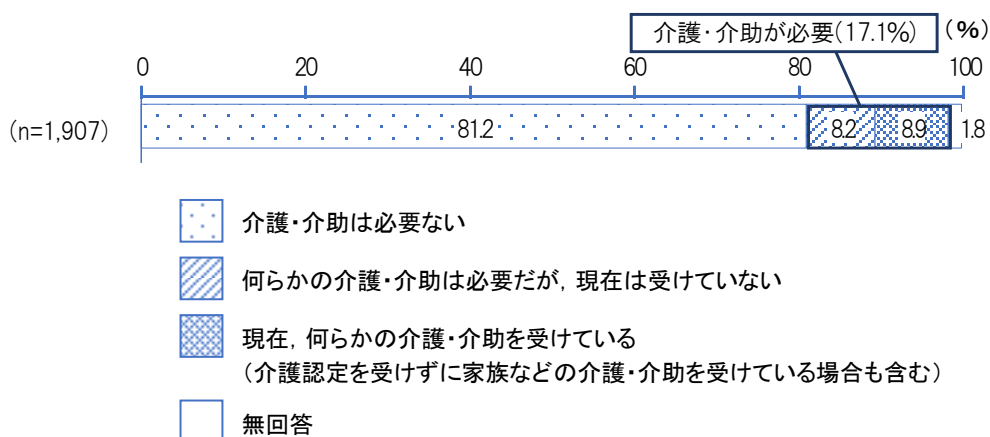 介護・介助が必要(17.1%)
(%)
0 20 40 60 80 100
(n=1,907) 81.2 8.2 8.9 1.8
介護・介助は必要ない
何らかの介護・介助は必要だが，現在は受けていない
現在，何らかの介護・介助を受けている
（介護認定を受けずに家族などの介護・介助を受けている場合も含む）
無回答